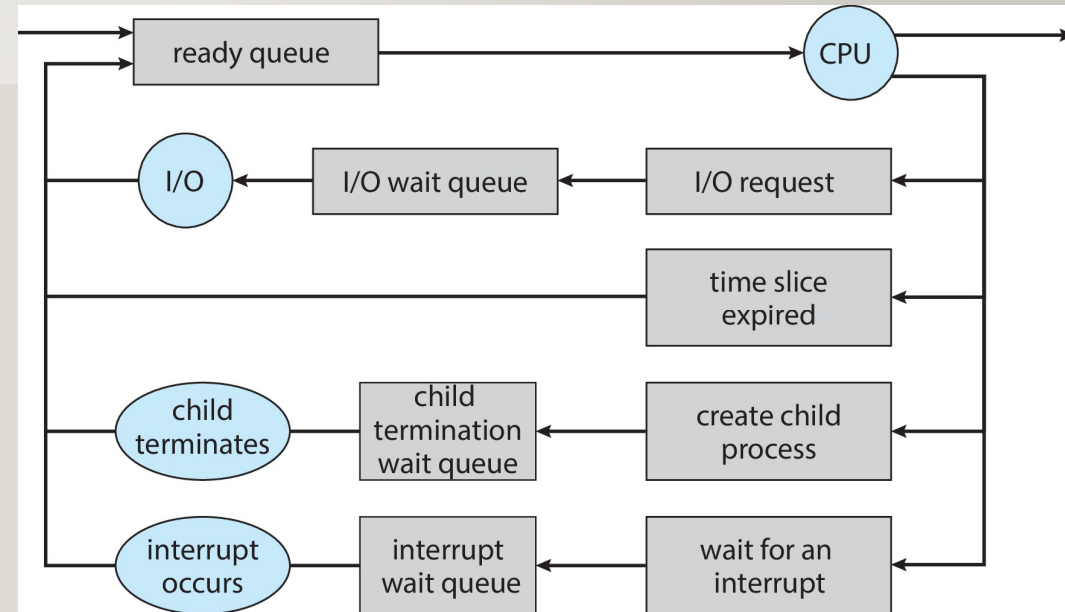 ready queue
CPU
I/O
I/O wait queue
I/O request
time slice
expired
child
terminates
child
termination
wait queue
create child
process
interrupt
occurs
interrupt
wait queue
wait for an
interrupt